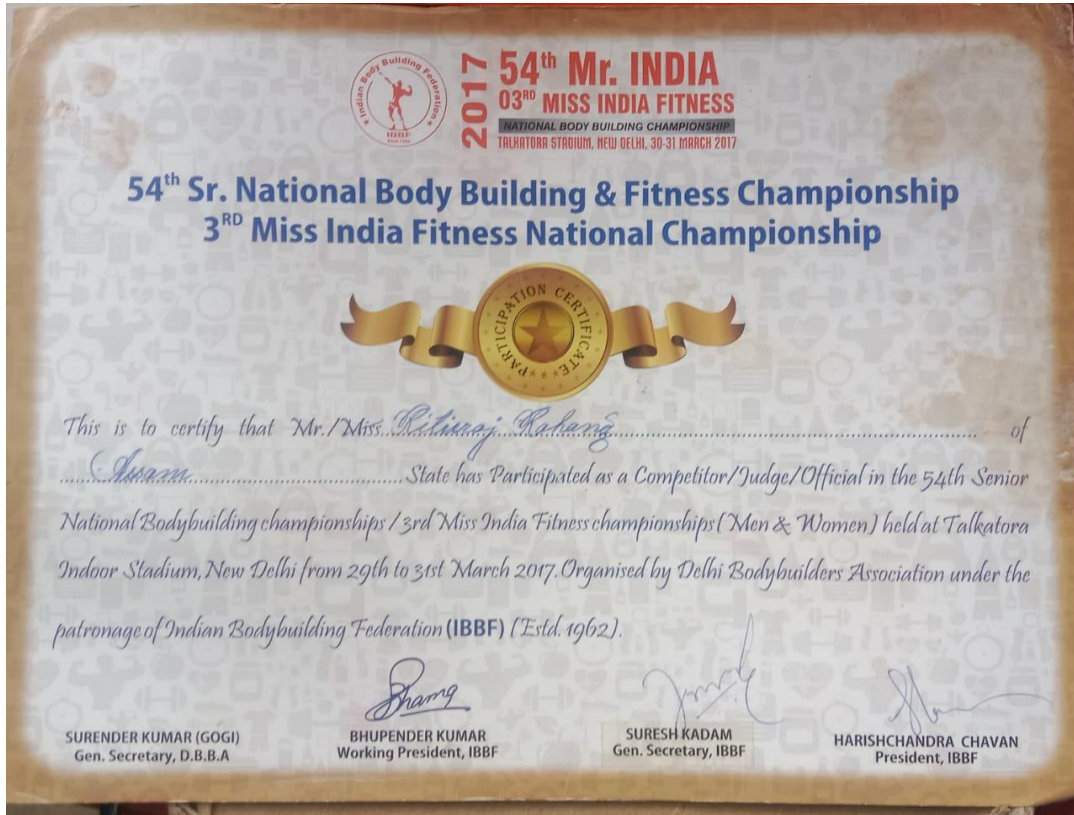 Indian Body Building Federation
IBBF
2017
54th Mr. INDIA
03RD MISS INDIA FITNESS
NATIONAL BODY BUILDING CHAMPIONSHIP
TALKATORA STADIUM, NEW DELHI, 30-31 MARCH 2017
54th Sr. National Body Building & Fitness Championship
3RD Miss India Fitness National Championship
PARTICIPATION CERTIFICATE
This is to certify that Mr./Miss. Rituraj Kahang of
Assam State has Participated as a Competitor/Judge/Official in the 54th Senior
National Bodybuilding championships / 3rd Miss India Fitness championships ( Men & Women ) held at Talkatora
Indoor Stadium, New Delhi from 29th to 31st March 2017. Organised by Delhi Bodybuilders Association under the
patronage of Indian Bodybuilding Federation (IBBF) (Estd. 1962).
SURENDER KUMAR (GOGI)
Gen. Secretary, D.B.B.A
BHUPENDER KUMAR
Working President, IBBF
SURESH KADAM
Gen. Secretary, IBBF
HARISHCHANDRA CHAVAN
President, IBBF